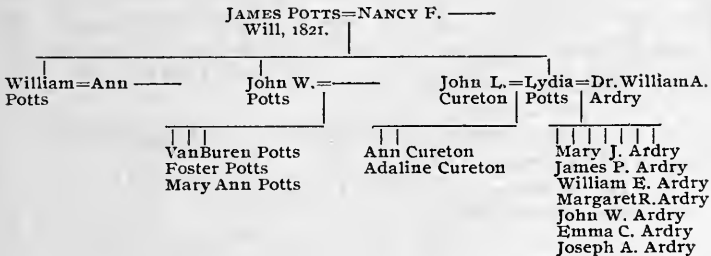 JAMES POTTS=NANCY F. ——
Will, 1821.
William=Ann ——
Potts
John W.=——
Potts
John L.=Lydia=Dr. William A.
Cureton Potts Ardry
VanBuren Potts
Foster Potts
Mary Ann Potts
Ann Cureton
Adaline Cureton
Mary J. Ardry
James P. Ardry
William E. Ardry
Margaret R. Ardry
John W. Ardry
Emma C. Ardry
Joseph A. Ardry